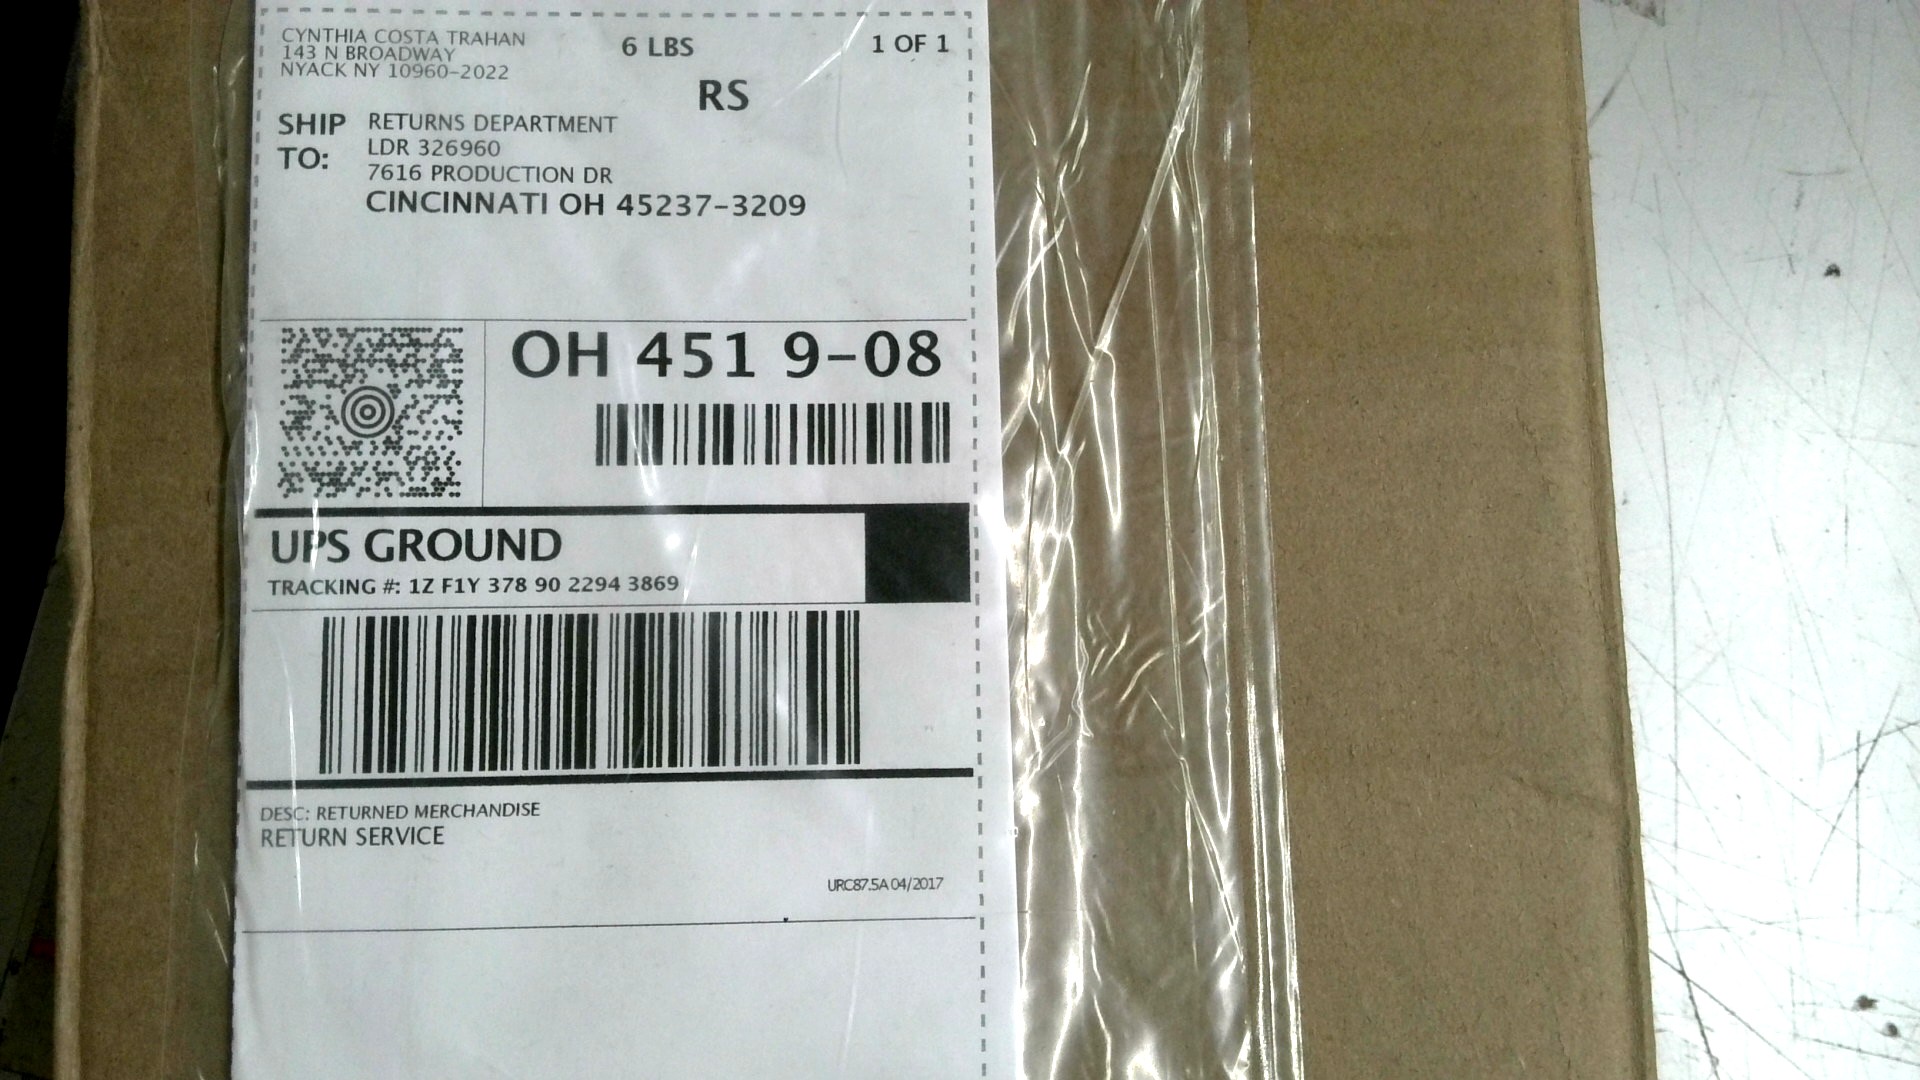 CYNTHIA COSTA TRAHAN
143 N BROADWAY
NYACK NY 10960-2022
6 LBS
1 OF 1
RS
SHIP TO:
RETURNS DEPARTMENT
LDR 326960
7616 PRODUCTION DR
CINCINNATI OH 45237-3209
OH 451 9-08
UPS GROUND
TRACKING #: 1Z F1Y 378 90 2294 3869
DESC: RETURNED MERCHANDISE
RETURN SERVICE
URC87.5A 04/2017